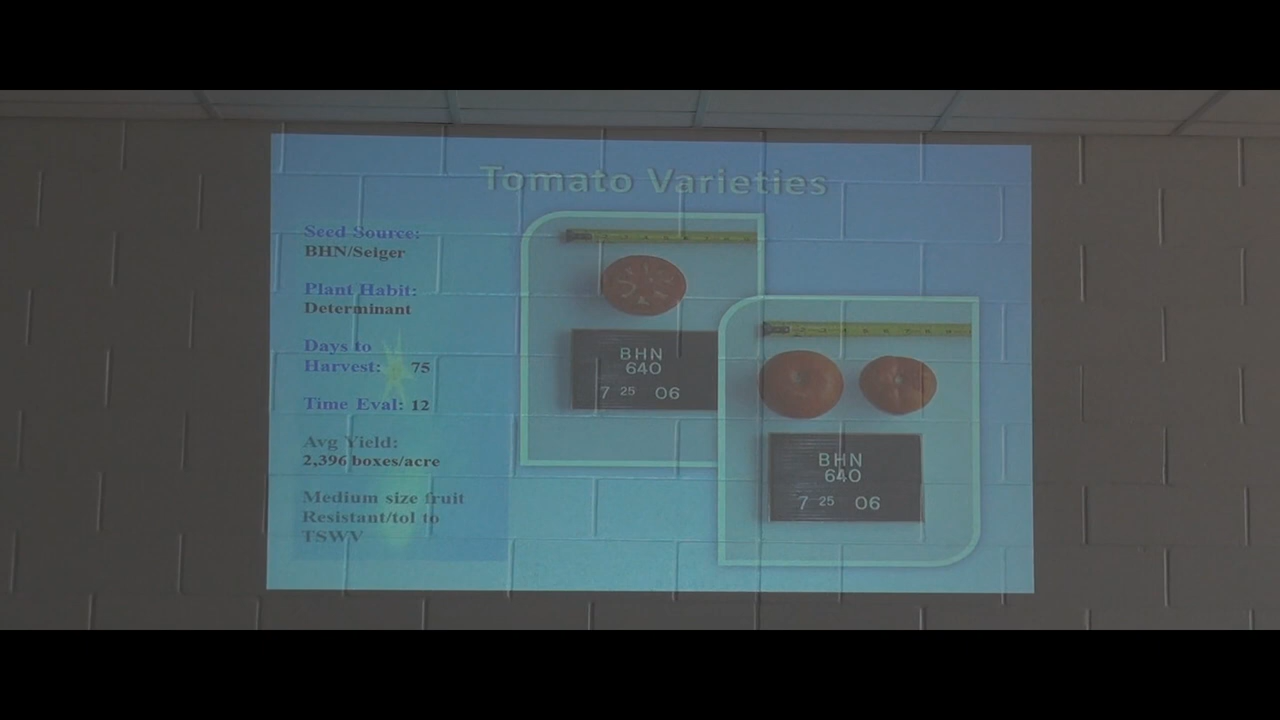 Tomato Varieties
Seed Source:
BHN/Seiger
Plant Habit:
Determinant
Days to
Harvest: 75
Time Eval: 12
Avg Yield:
2,396 boxes/acre
Medium size fruit
Resistant/tol to
TSWV
BHN
640
7 25 06
BHN
640
7 25 06